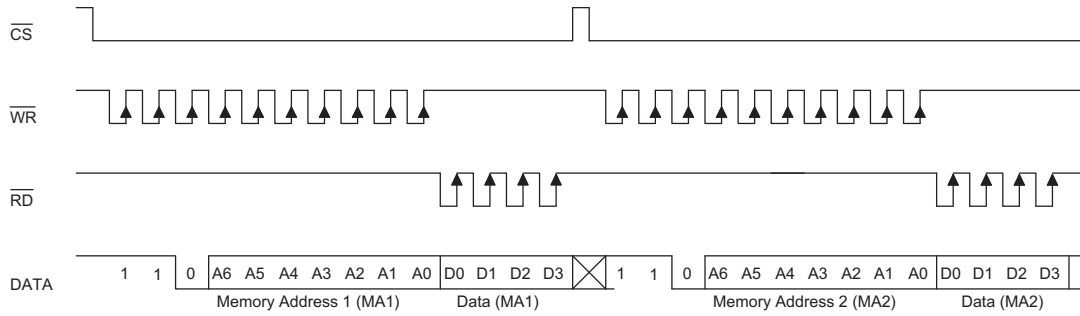 CS
WR
RD
DATA 1 1 0 A6 A5 A4 A3 A2 A1 A0 D0 D1 D2 D3 1 1 0 A6 A5 A4 A3 A2 A1 A0 D0 D1 D2 D3
Memory Address 1 (MA1) Data (MA1) Memory Address 2 (MA2) Data (MA2)